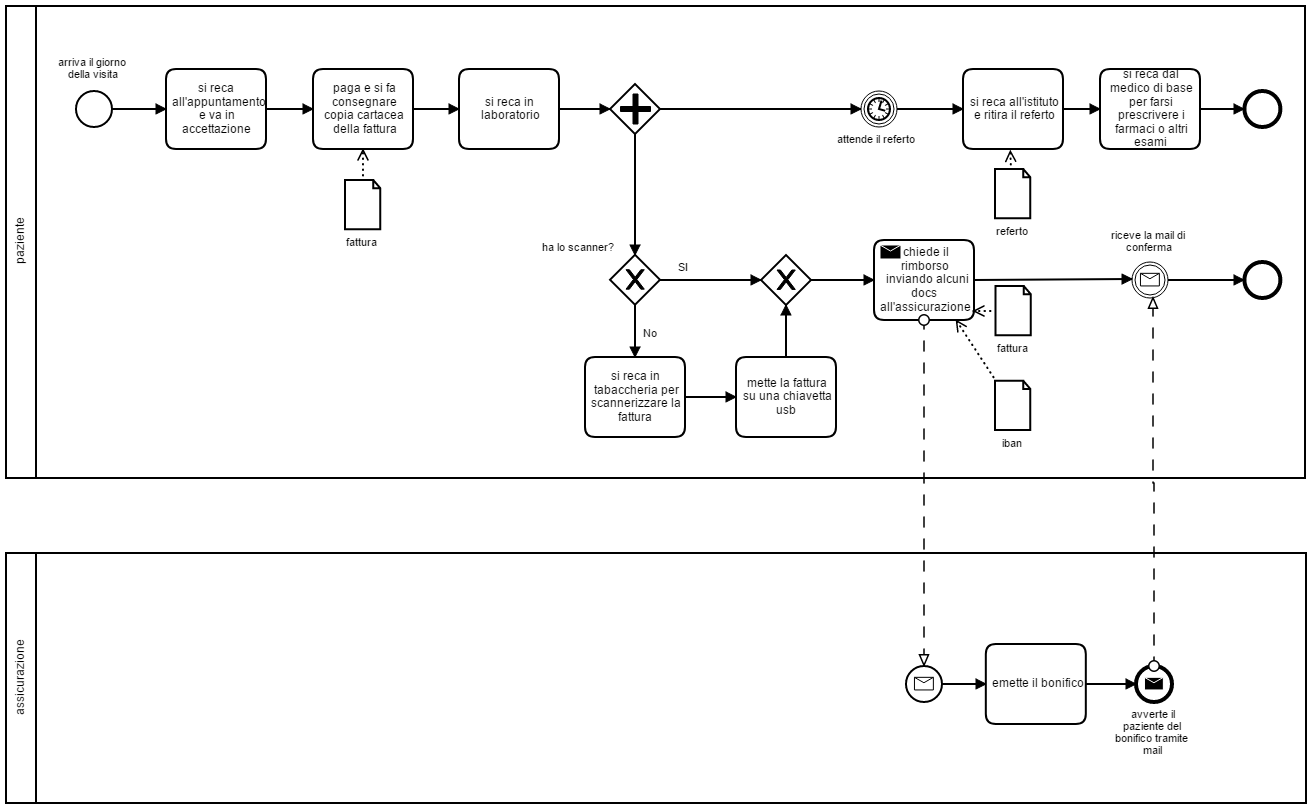 paziente
arriva il giorno
della visita
si reca
all'appuntamento
e va in
accettazione
paga e si fa
consegnare
copia cartacea
della fattura
fattura
si reca in
laboratorio
attende il referto
si reca all'istituto
e ritira il referto
referto
si reca dal
medico di base
per farsi
prescrivere i
farmaci o altri
esami
ha lo scanner?
SI
No
si reca in
tabaccheria per
scannerizzare la
fattura
mette la fattura
su una chiavetta
usb
chiede il
rimborso
inviando alcuni
docs
all'assicurazione
fattura
iban
riceve la mail di
conferma
assicurazione
emette il bonifico
avverte il
paziente del
bonifico tramite
mail